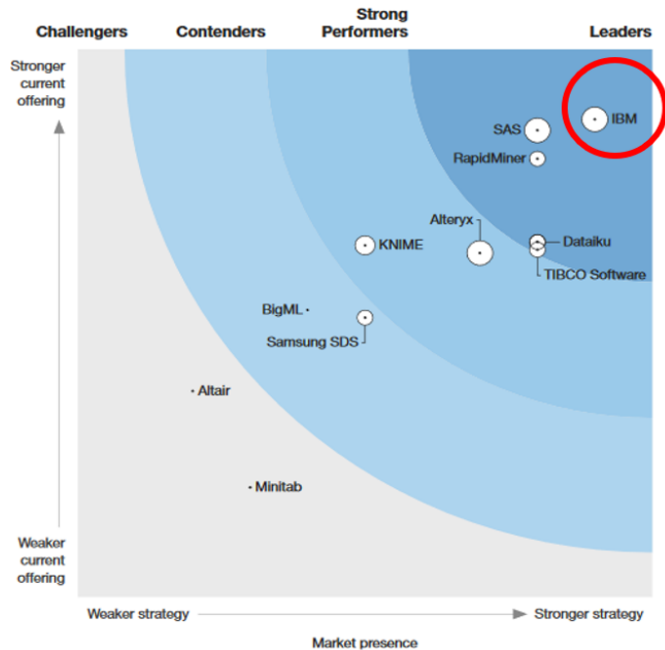 Challengers
Contenders
Strong
Performers
Leaders
Stronger
current
offering
IBM
SAS
RapidMiner
Alteryx
KNIME
Dataiku
TIBCO Software
BigML
Samsung SDS
Altair
Minitab
Weaker
current
offering
Weaker strategy
Stronger strategy
Market presence